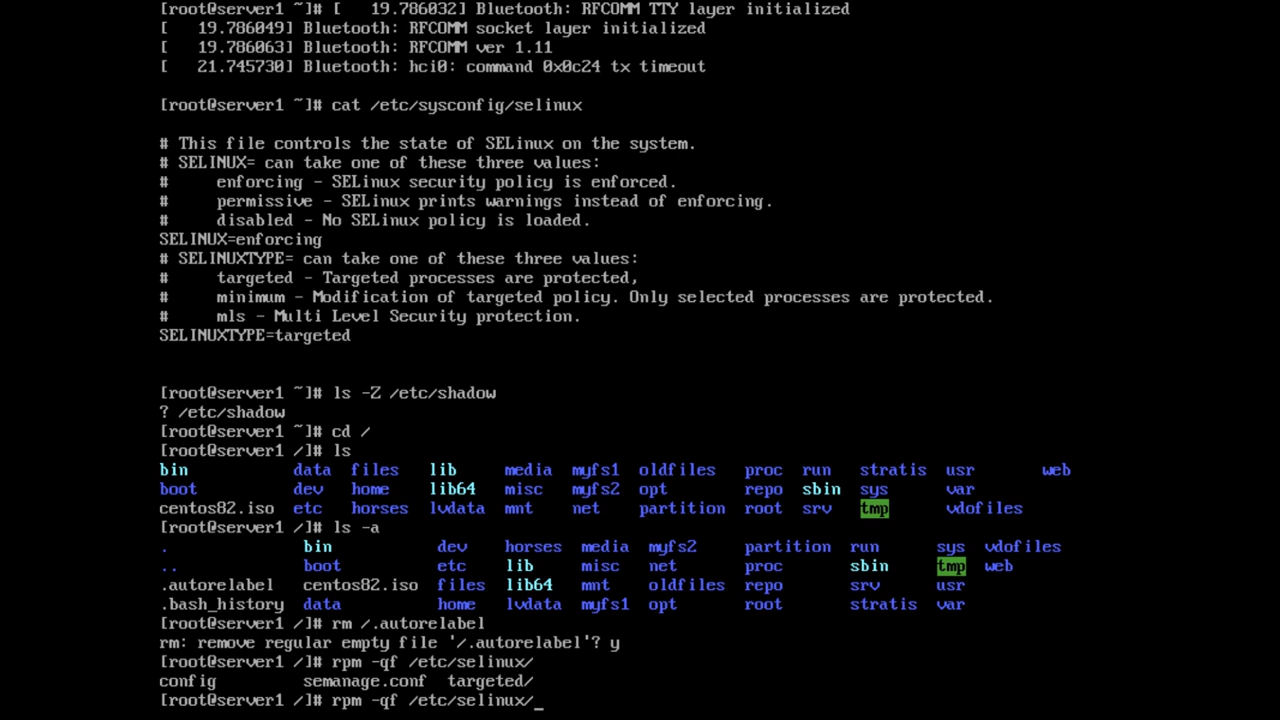 [root@server1 ~]# [   19.786032] Bluetooth: RFCOMM TTY layer initialized
[   19.786049] Bluetooth: RFCOMM socket layer initialized
[   19.786063] Bluetooth: RFCOMM ver 1.11
[   21.745730] Bluetooth: hci0: command 0x0c24 tx timeout
[root@server1 ~]# cat /etc/sysconfig/selinux
# This file controls the state of SELinux on the system.
# SELINUX= can take one of these three values:
#     enforcing - SELinux security policy is enforced.
#     permissive - SELinux prints warnings instead of enforcing.
#     disabled - No SELinux policy is loaded.
SELINUX=enforcing
# SELINUXTYPE= can take one of these three values:
#     targeted - Targeted processes are protected,
#     minimum - Modification of targeted policy. Only selected processes are protected.
#     mls - Multi Level Security protection.
SELINUXTYPE=targeted
[root@server1 ~]# ls -Z /etc/shadow
? /etc/shadow
[root@server1 ~]# cd /
[root@server1 /]# ls
bin data files lib media myfs1 oldfiles proc run stratis usr web
boot dev home lib64 misc myfs2 opt repo sbin sys var
centos82.iso etc horses lvdata mnt net partition root srv tmp vdofiles
[root@server1 /]# ls -a
. bin dev horses media myfs2 partition run sys vdofiles
.. boot etc lib misc net proc sbin tmp web
.autorelabel centos82.iso files lib64 mnt oldfiles repo srv usr
.bash_history data home lvdata myfs1 opt root stratis var
[root@server1 /]# rm /.autorelabel
rm: remove regular empty file '/.autorelabel'? y
[root@server1 /]# rpm -qf /etc/selinux/
config semanage.conf targeted/
[root@server1 /]# rpm -qf /etc/selinux/_